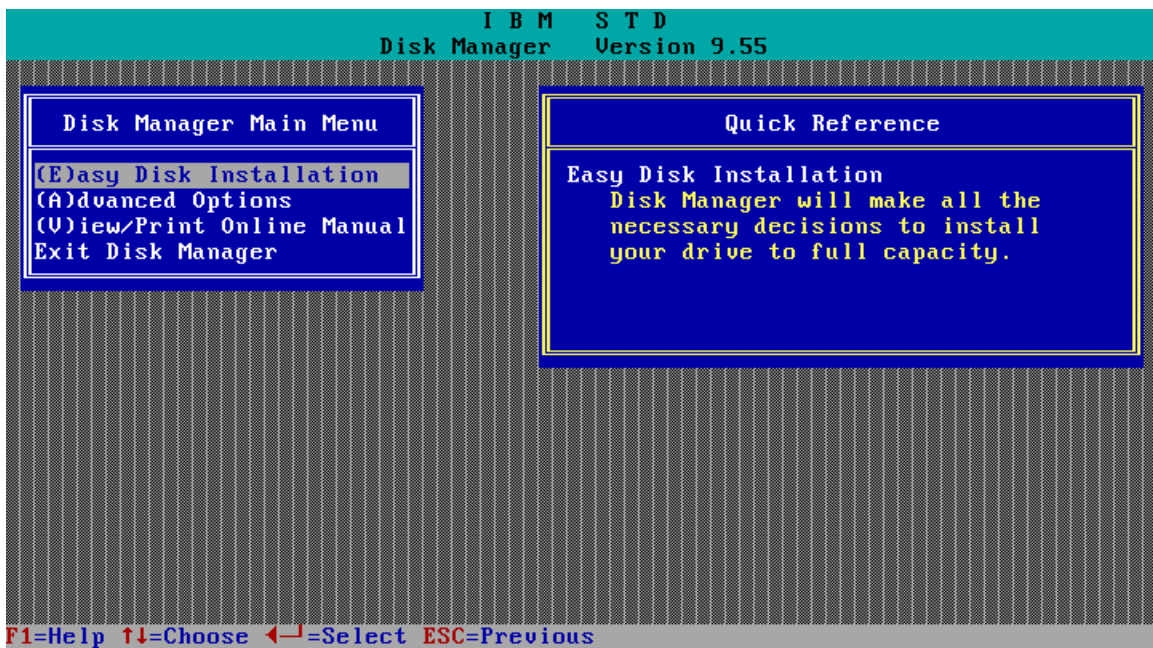 I B M   S T D
Disk Manager   Version 9.55
Disk Manager Main Menu
(E)asy Disk Installation
(A)dvanced Options
(V)iew/Print Online Manual
Exit Disk Manager
Quick Reference
Easy Disk Installation
Disk Manager will make all the
necessary decisions to install
your drive to full capacity.
F1=Help ↑↓=Choose ◄─┘=Select ESC=Previous